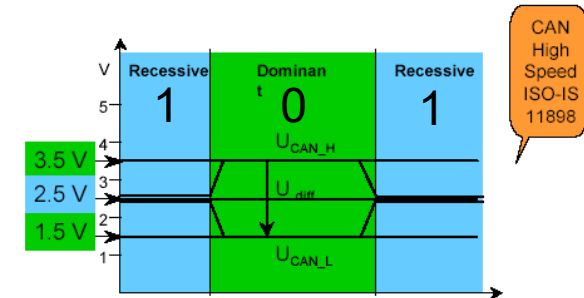 CAN
High
Speed
ISO-IS
11898
V
Recessive
Dominan
t
Recessive
1
0
1
5
4
3
2
1
3.5 V
2.5 V
1.5 V
U CAN_H
U diff
U CAN_L